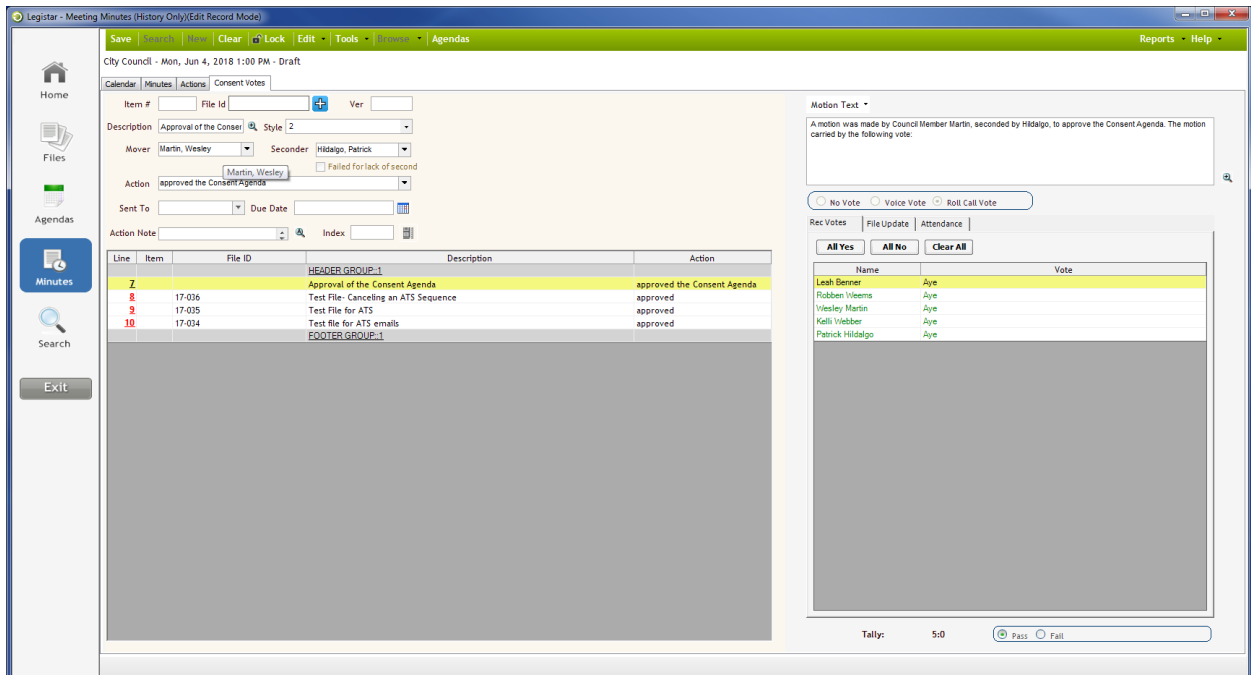 Legistar - Meeting Minutes (History Only)(Edit Record Mode)
Save Search New Clear Lock Edit Tools Browse Agendas Reports Help
City Council - Mon, Jun 4, 2018 1:00 PM - Draft
Calendar Minutes Actions Consent Votes
Home
Files
Agendas
Minutes
Search
Exit
Item # File Id Ver
Description Approval of the Conser Style 2
Mover Martin, Wesley Seconder Hildalgo, Patrick
Failed for lack of second
Martin, Wesley
Action approved the Consent Agenda
Sent To Due Date
Action Note Index
Line Item File ID Description Action
HEADER GROUP::1
7 Approval of the Consent Agenda approved the Consent Agenda
8 17-036 Test File- Canceling an ATS Sequence approved
9 17-035 Test File for ATS approved
10 17-034 Test file for ATS emails approved
FOOTER GROUP::1
Motion Text
A motion was made by Council Member Martin, seconded by Hildalgo, to approve the Consent Agenda. The motion
carried by the following vote:
No Vote Voice Vote Roll Call Vote
Rec Votes File Update Attendance
All Yes All No Clear All
Name Vote
Leah Benner Aye
Robben Weems Aye
Wesley Martin Aye
Kelli Webber Aye
Patrick Hildalgo Aye
Tally: 5:0 Pass Fail